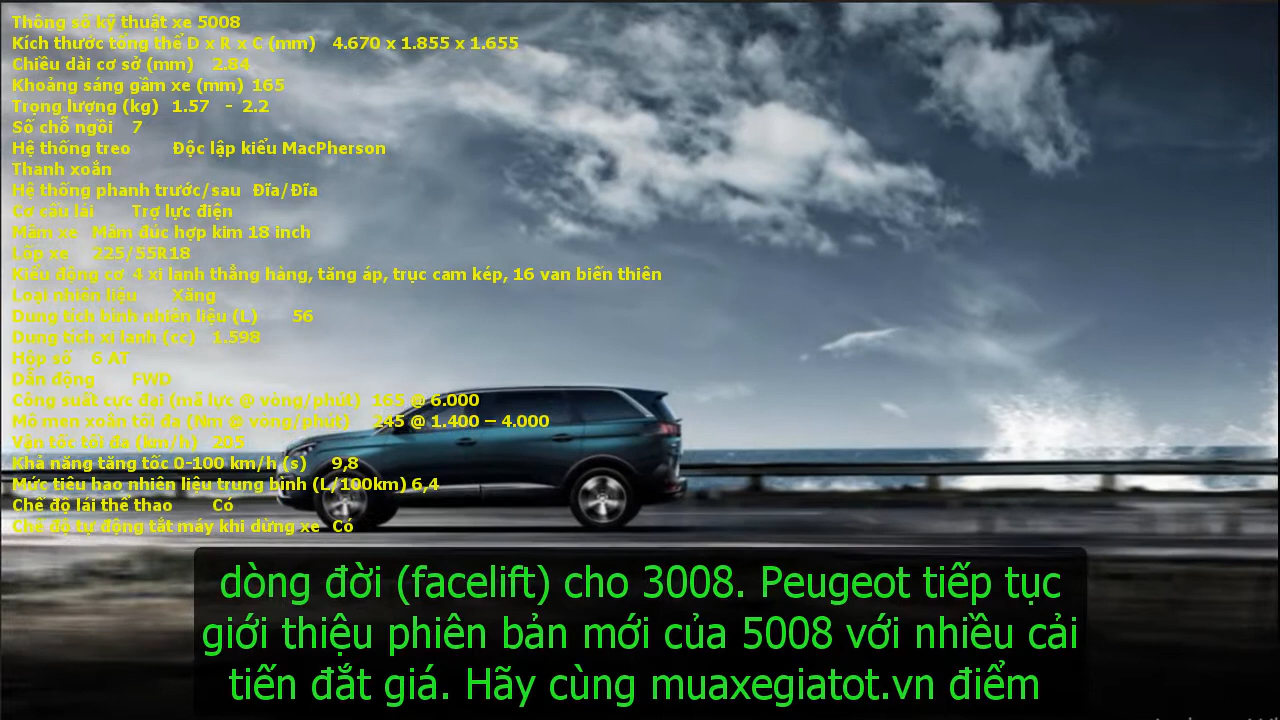 Thông số kỹ thuật xe 5008
Kích thước tổng thể D x R x C (mm) 4.670 x 1.855 x 1.655
Chiều dài cơ sở (mm) 2.84
Khoảng sáng gầm xe (mm) 165
Trọng lượng (kg) 1.57 - 2.2
Số chỗ ngồi 7
Hệ thống treo Độc lập kiểu MacPherson
Thanh xoắn
Hệ thống phanh trước/sau Đĩa/Đĩa
Cơ cấu lái Trợ lực điện
Mâm xe Mâm đúc hợp kim 18 inch
Lốp xe 225/55R18
Kiểu động cơ 4 xi lanh thẳng hàng, tăng áp, trục cam kép, 16 van biến thiên
Loại nhiên liệu Xăng
Dung tích bình nhiên liệu (L) 56
Dung tích xi lanh (cc) 1.598
Hộp số 6 AT
Dẫn động FWD
Công suất cực đại (mã lực @ vòng/phút) 165 @ 6.000
Mô men xoắn tối đa (Nm @ vòng/phút) 245 @ 1.400 – 4.000
Vận tốc tối đa (km/h) 205
Khả năng tăng tốc 0-100 km/h (s) 9,8
Mức tiêu hao nhiên liệu trung bình (L/100km) 6,4
Chế độ lái thể thao Có
Chế độ tự động tắt máy khi dừng xe Có
dòng đời (facelift) cho 3008. Peugeot tiếp tục
giới thiệu phiên bản mới của 5008 với nhiều cải
tiến đắt giá. Hãy cùng muaxegiatot.vn điểm